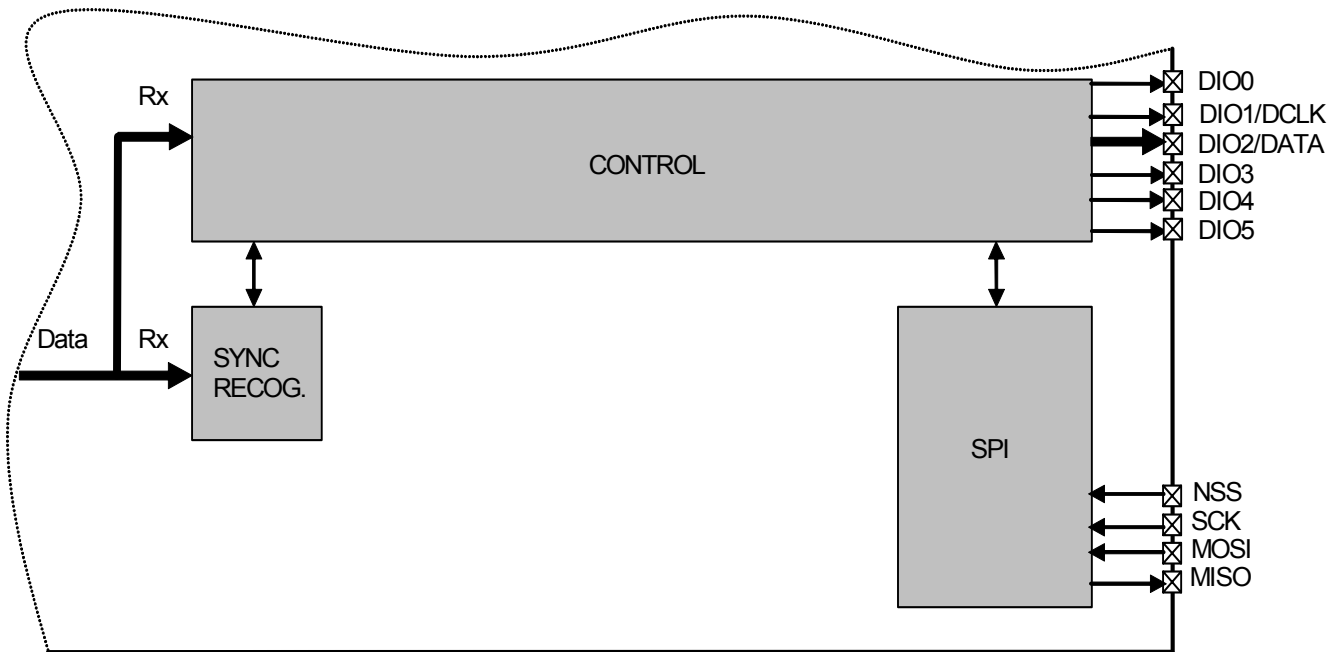 Rx
CONTROL
DIO0
DIO1/DCLK
DIO2/DATA
DIO3
DIO4
DIO5
Data
Rx
SYNC
RECOG.
SPI
NSS
SCK
MOSI
MISO